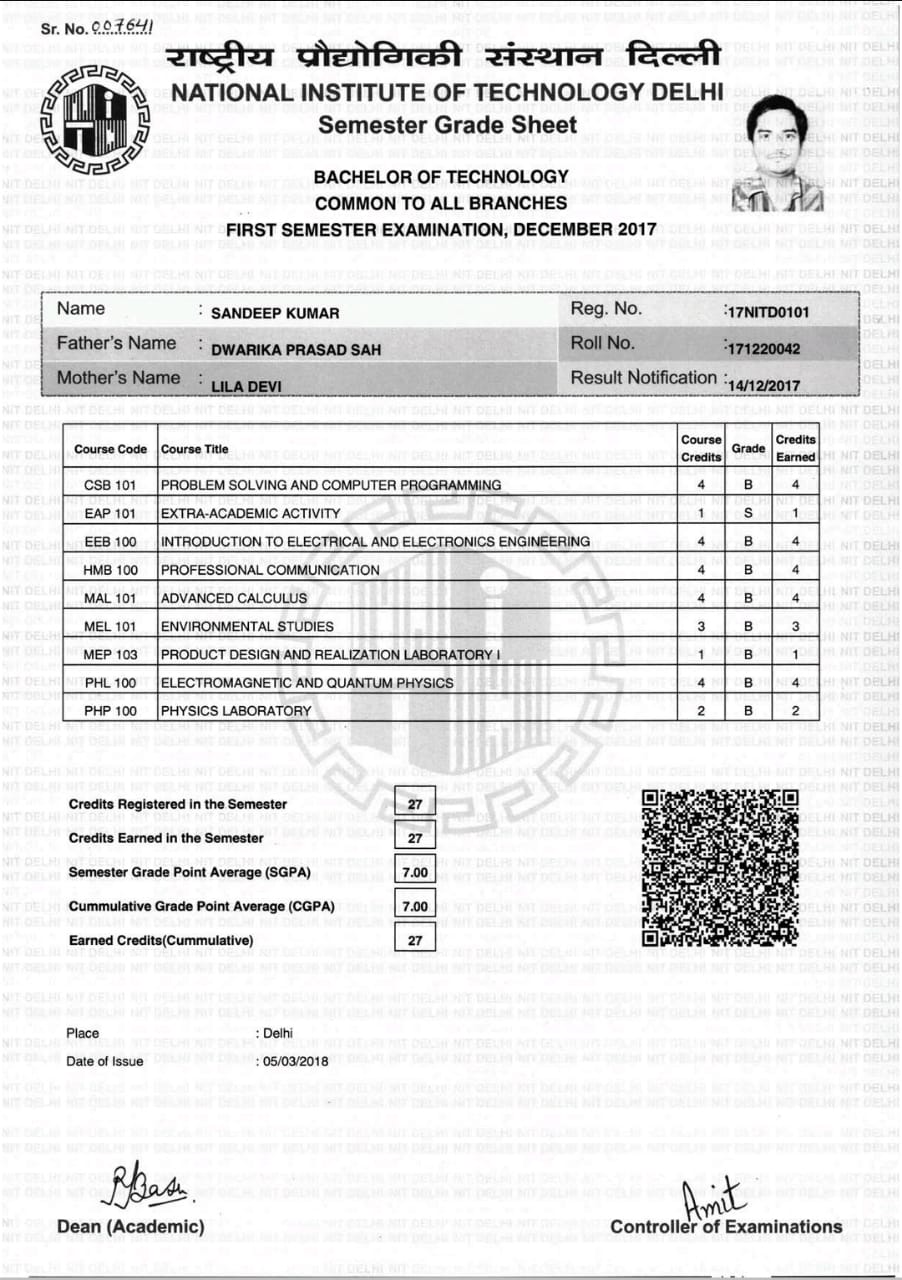 Sr. No. 007641
राष्ट्रीय प्रौद्योगिकी संस्थान दिल्ली
NATIONAL INSTITUTE OF TECHNOLOGY DELHI
Semester Grade Sheet
BACHELOR OF TECHNOLOGY
COMMON TO ALL BRANCHES
FIRST SEMESTER EXAMINATION, DECEMBER 2017
Name : SANDEEP KUMAR Reg. No. :17NITD0101
Father's Name : DWARIKA PRASAD SAH Roll No. :171220042
Mother's Name : LILA DEVI Result Notification :14/12/2017
Course Code Course Title Course Credits Grade Credits Earned
CSB 101 PROBLEM SOLVING AND COMPUTER PROGRAMMING 4 B 4
EAP 101 EXTRA-ACADEMIC ACTIVITY 1 S 1
EEB 100 INTRODUCTION TO ELECTRICAL AND ELECTRONICS ENGINEERING 4 B 4
HMB 100 PROFESSIONAL COMMUNICATION 4 B 4
MAL 101 ADVANCED CALCULUS 4 B 4
MEL 101 ENVIRONMENTAL STUDIES 3 B 3
MEP 103 PRODUCT DESIGN AND REALIZATION LABORATORY I 1 B 1
PHL 100 ELECTROMAGNETIC AND QUANTUM PHYSICS 4 B 4
PHP 100 PHYSICS LABORATORY 2 B 2
Credits Registered in the Semester 27
Credits Earned in the Semester 27
Semester Grade Point Average (SGPA) 7.00
Cummulative Grade Point Average (CGPA) 7.00
Earned Credits(Cummulative) 27
Place : Delhi
Date of Issue : 05/03/2018
RBasu Amit
Dean (Academic) Controller of Examinations